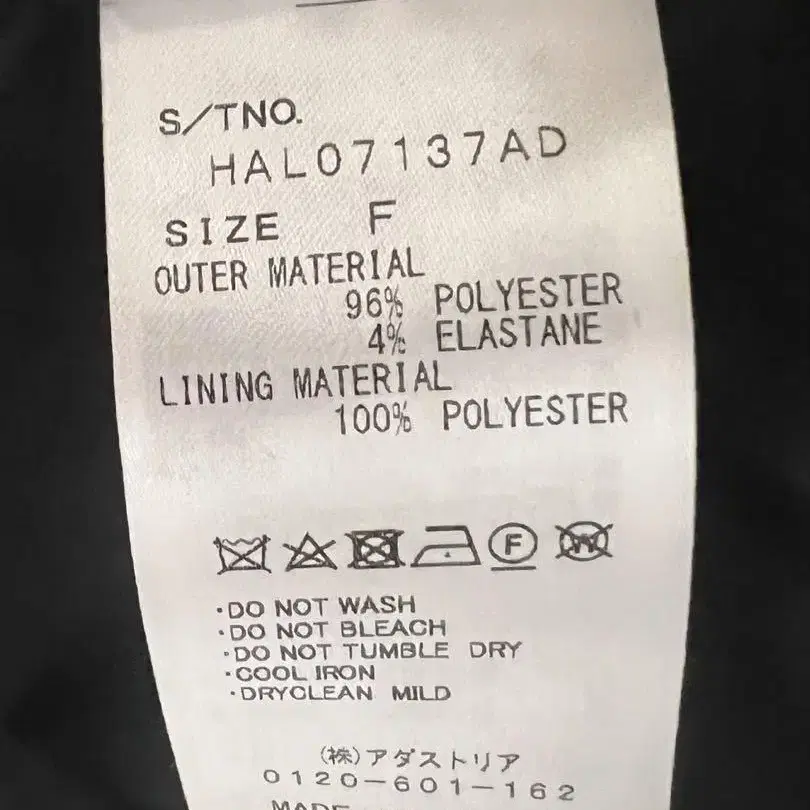 S/TNO.
HAL07137AD
SIZE F
OUTER MATERIAL
96% POLYESTER
4% ELASTANE
LINING MATERIAL
100% POLYESTER
F W
・DO NOT WASH
・DO NOT BLEACH
・DO NOT TUMBLE DRY
・COOL IRON
・DRYCLEAN MILD
(株)アダストリア
0120-601-162
MADE